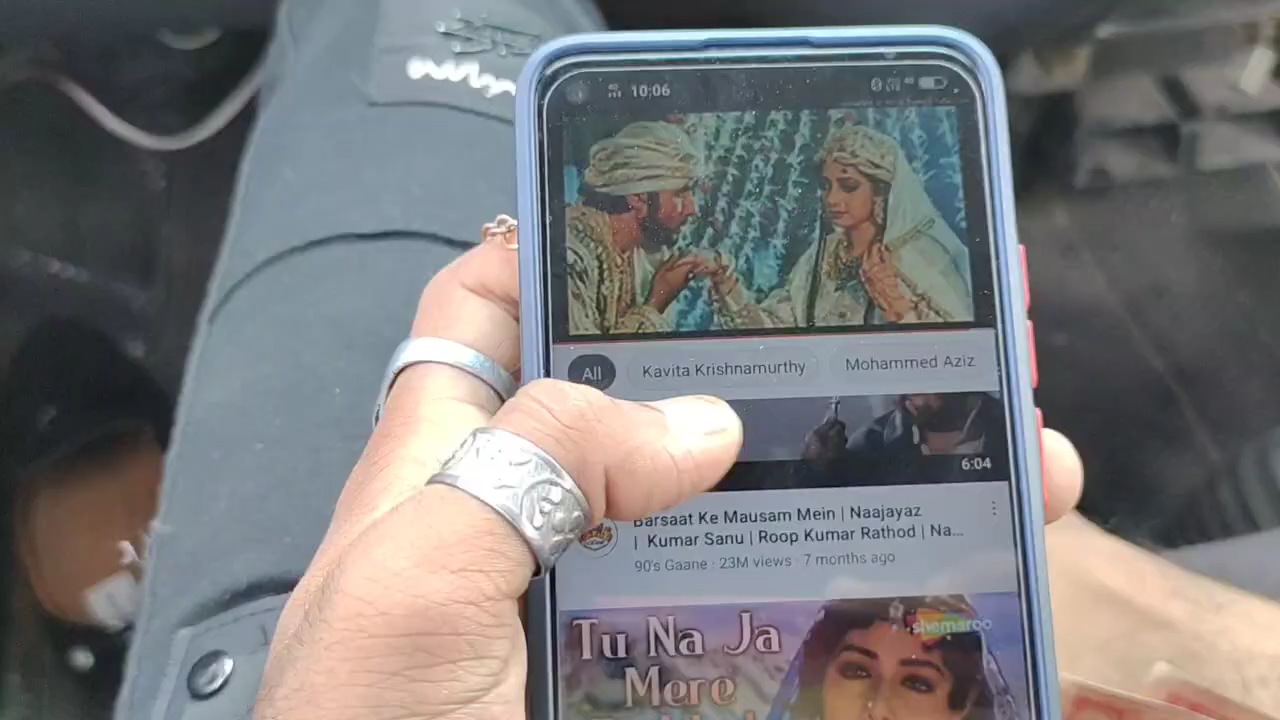 10:06
All
Kavita Krishnamurthy
Mohammed Aziz
6:04
Barsaat Ke Mausam Mein | Naajayaz
| Kumar Sanu | Roop Kumar Rathod | Na...
90's Gaane · 23M views · 7 months ago
shemaroo
Tu Na Ja
Mere